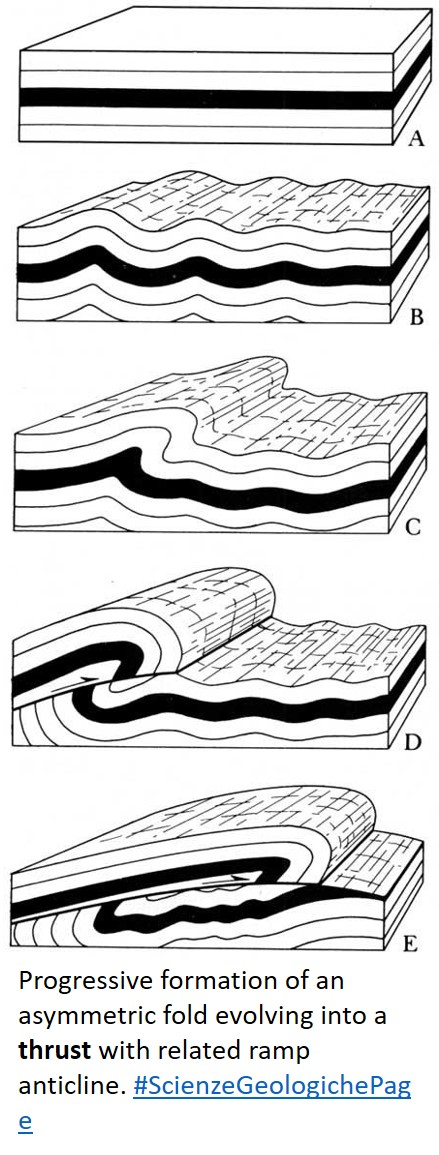 A
B
C
D
E
Progressive formation of an
asymmetric fold evolving into a
thrust with related ramp
anticline. #ScienzeGeologichePag
e